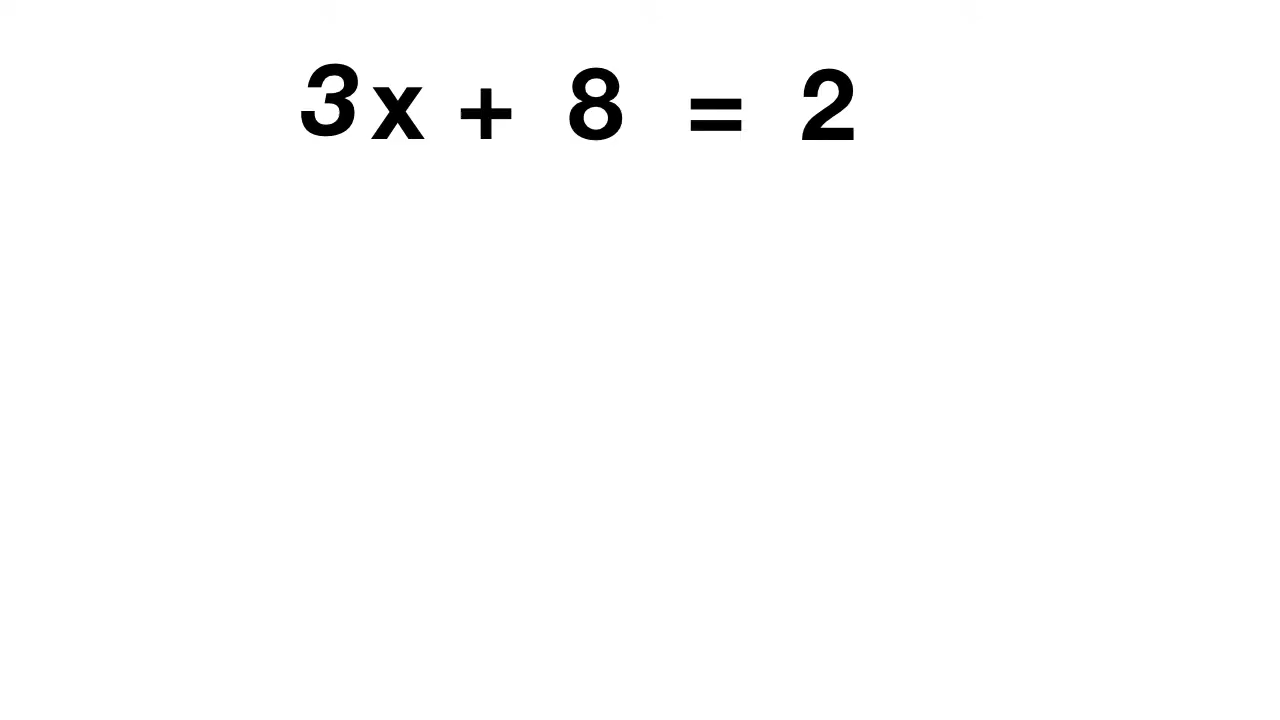 3x + 8 = 2